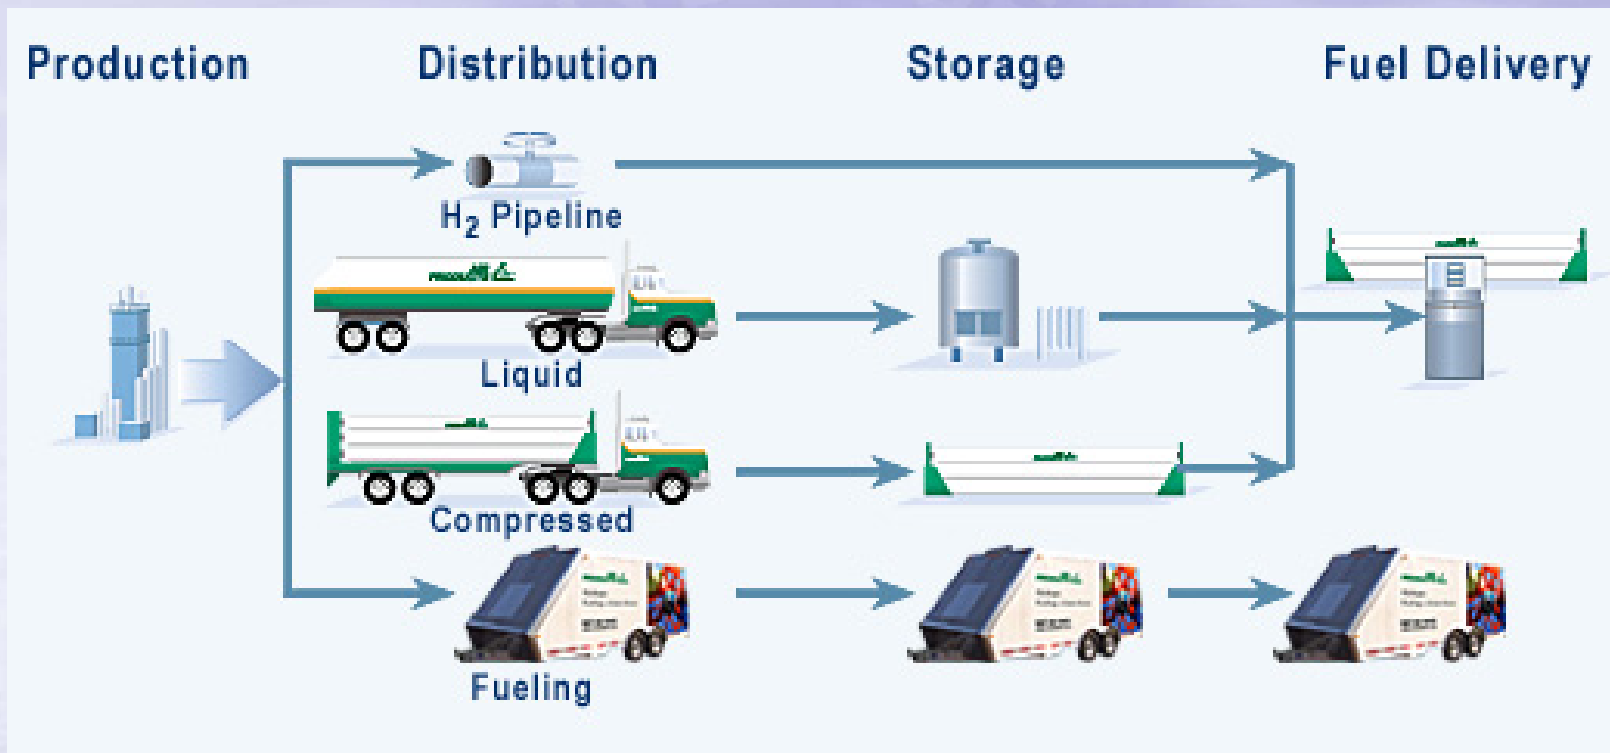 Production
Distribution
Storage
Fuel Delivery
H₂ Pipeline
Liquid
Compressed
Fueling